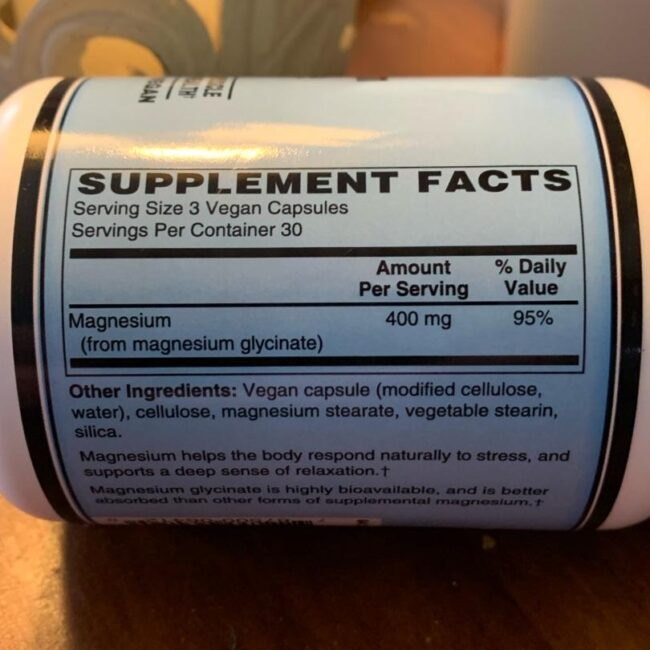 VEGAN
SUPPLEMENT FACTS
Serving Size 3 Vegan Capsules
Servings Per Container 30
Amount % Daily
Per Serving Value
Magnesium 400 mg 95%
(from magnesium glycinate)
Other Ingredients: Vegan capsule (modified cellulose,
water), cellulose, magnesium stearate, vegetable stearin,
silica.
Magnesium helps the body respond naturally to stress, and
supports a deep sense of relaxation.†
Magnesium glycinate is highly bioavailable, and is better
absorbed than other forms of supplemental magnesium.†